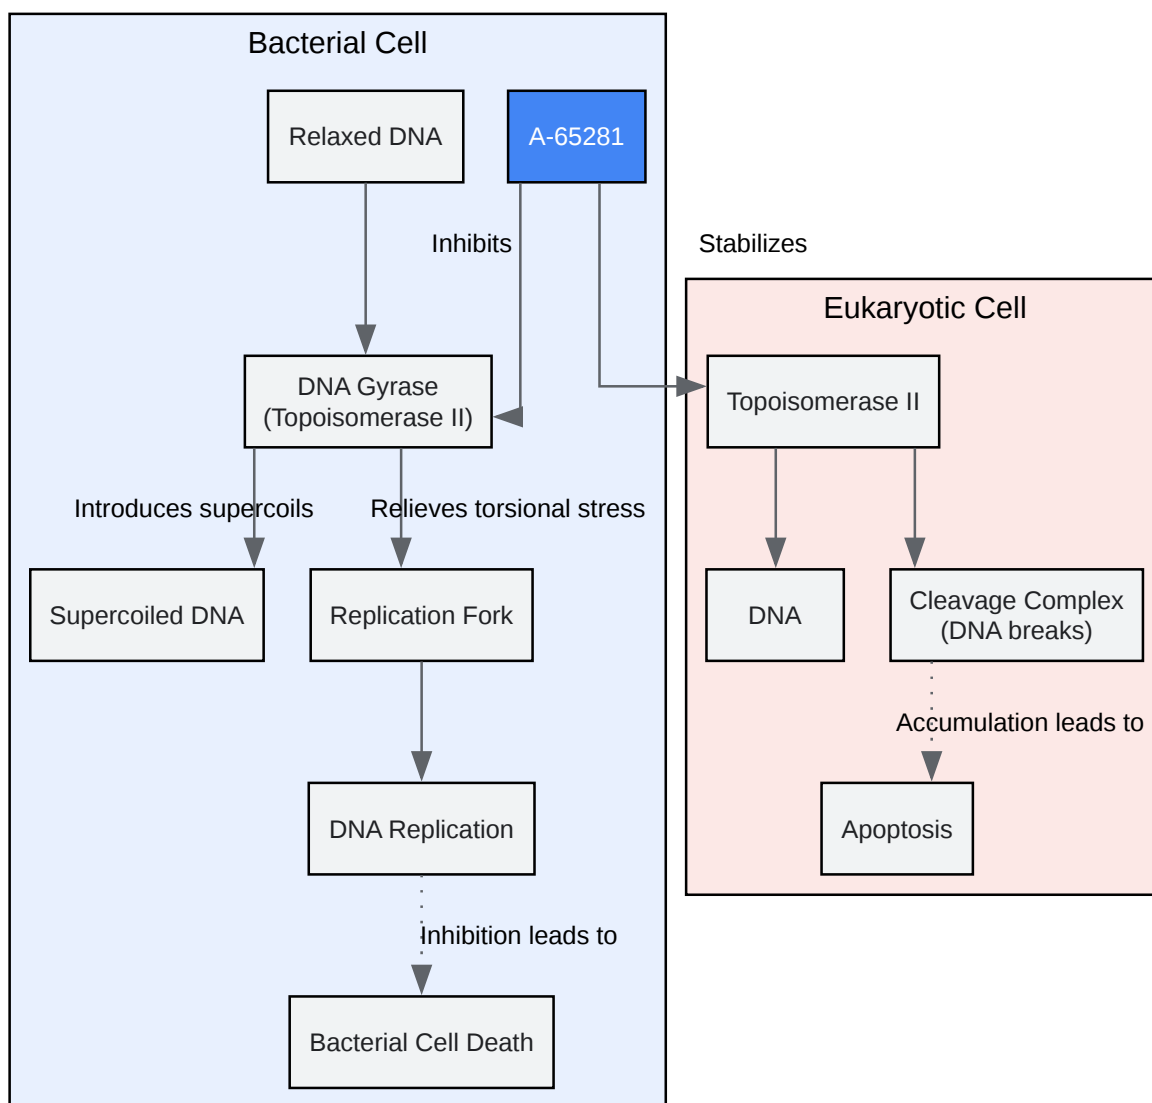 Bacterial Cell
Relaxed DNA
A-65281
Inhibits
Stabilizes
Eukaryotic Cell
DNA Gyrase
(Topoisomerase II)
Topoisomerase II
Introduces supercoils
Relieves torsional stress
Supercoiled DNA
Replication Fork
DNA
Cleavage Complex
(DNA breaks)
Accumulation leads to
DNA Replication
Apoptosis
Inhibition leads to
Bacterial Cell Death